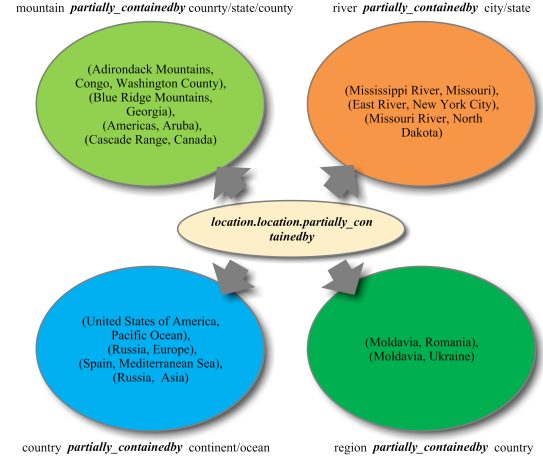 mountain partially_containedby counrty/state/county
river partially_containedby city/state
(Adirondack Mountains,
Congo, Washington County),
(Blue Ridge Mountains,
Georgia),
(Americas, Aruba),
(Cascade Range, Canada)
(Mississippi River, Missouri),
(East River, New York City),
(Missouri River, North
Dakota)
location.location.partially_con
tainedby
(United States of America,
Pacific Ocean),
(Russia, Europe),
(Spain, Mediterranean Sea),
(Russia, Asia)
(Moldavia, Romania),
(Moldavia, Ukraine)
country partially_containedby continent/ocean
region partially_containedby country